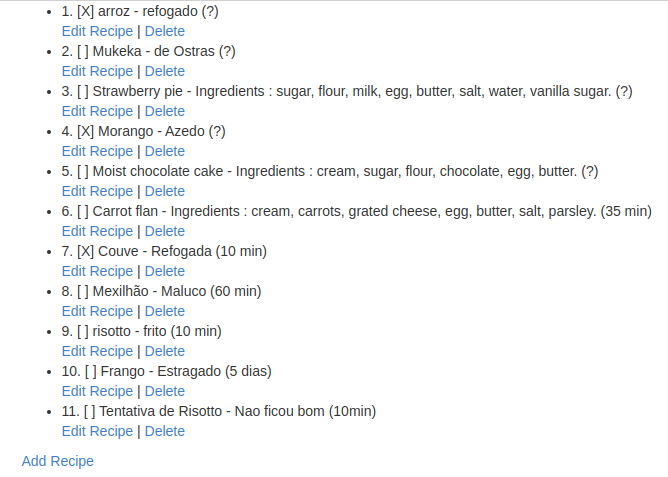 1. [X] arroz - refogado (?)
Edit Recipe | Delete
2. [ ] Mukeka - de Ostras (?)
Edit Recipe | Delete
3. [ ] Strawberry pie - Ingredients : sugar, flour, milk, egg, butter, salt, water, vanilla sugar. (?)
Edit Recipe | Delete
4. [X] Morango - Azedo (?)
Edit Recipe | Delete
5. [ ] Moist chocolate cake - Ingredients : cream, sugar, flour, chocolate, egg, butter. (?)
Edit Recipe | Delete
6. [ ] Carrot flan - Ingredients : cream, carrots, grated cheese, egg, butter, salt, parsley. (35 min)
Edit Recipe | Delete
7. [X] Couve - Refogada (10 min)
Edit Recipe | Delete
8. [ ] Mexilhão - Maluco (60 min)
Edit Recipe | Delete
9. [ ] risotto - frito (10 min)
Edit Recipe | Delete
10. [ ] Frango - Estragado (5 dias)
Edit Recipe | Delete
11. [ ] Tentativa de Risotto - Nao ficou bom (10min)
Edit Recipe | Delete
Add Recipe